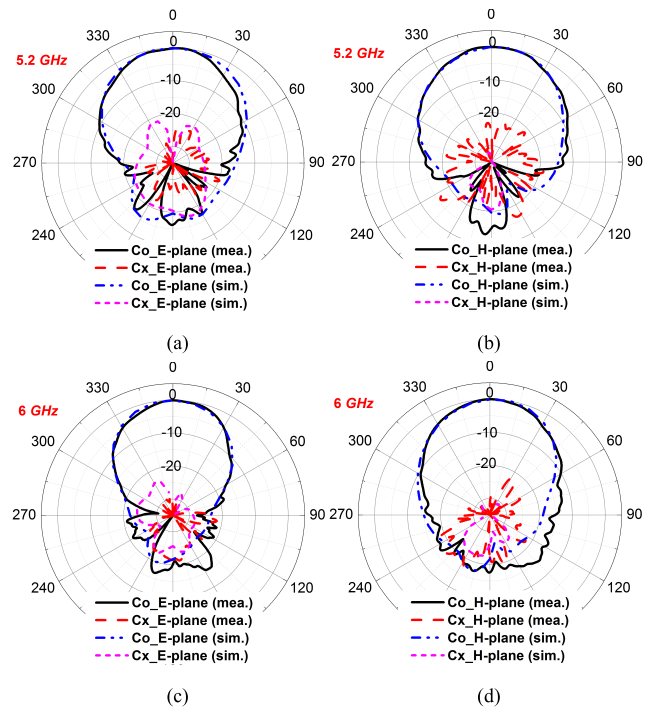 0
330
30
5.2 GHz
0
300
60
-10
-20
270
90
240
120
Co_E-plane (mea.)
Cx_E-plane (mea.)
Co_E-plane (sim.)
Cx_E-plane (sim.)
(a)
0
330
30
5.2 GHz
0
300
60
-10
-20
270
90
240
120
Co_H-plane (mea.)
Cx_H-plane (mea.)
Co_H-plane (sim.)
Cx_H-plane (sim.)
(b)
0
330
30
6 GHz
0
300
60
-10
-20
270
90
240
120
Co_E-plane (mea.)
Cx_E-plane (mea.)
Co_E-plane (sim.)
Cx_E-plane (sim.)
(c)
0
330
30
6 GHz
0
300
60
-10
-20
270
90
240
120
Co_H-plane (mea.)
Cx_H-plane (mea.)
Co_H-plane (sim.)
Cx_H-plane (sim.)
(d)